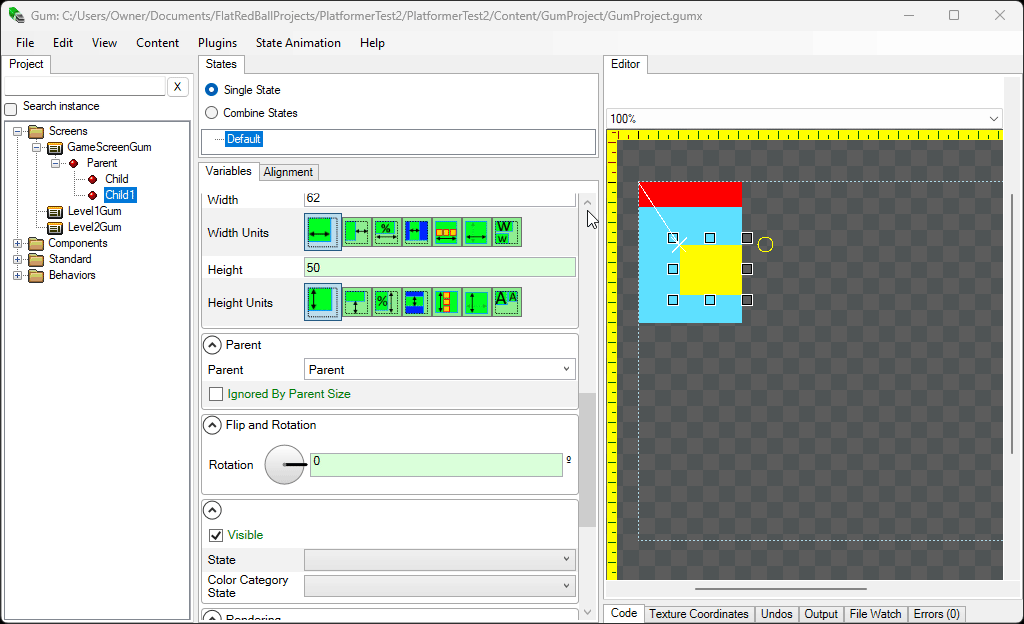 Gum: C:/Users/Owner/Documents/FlatRedBallProjects/PlatformerTest2/PlatformerTest2/Content/GumProject/GumProject.gumx
File Edit View Content Plugins State Animation Help
Project
X
Search instance
Screens
GameScreenGum
Parent
Child
Child1
Level1Gum
Level2Gum
Components
Standard
Behaviors
States
Single State
Combine States
Default
Variables Alignment
Width 62
Width Units % W W
Height 50
Height Units % A A
Parent
Parent Parent
Ignored By Parent Size
Flip and Rotation
Rotation 0 º
Visible
State
Color Category
State
Rendering
Editor
100%
Code Texture Coordinates Undos Output File Watch Errors (0)